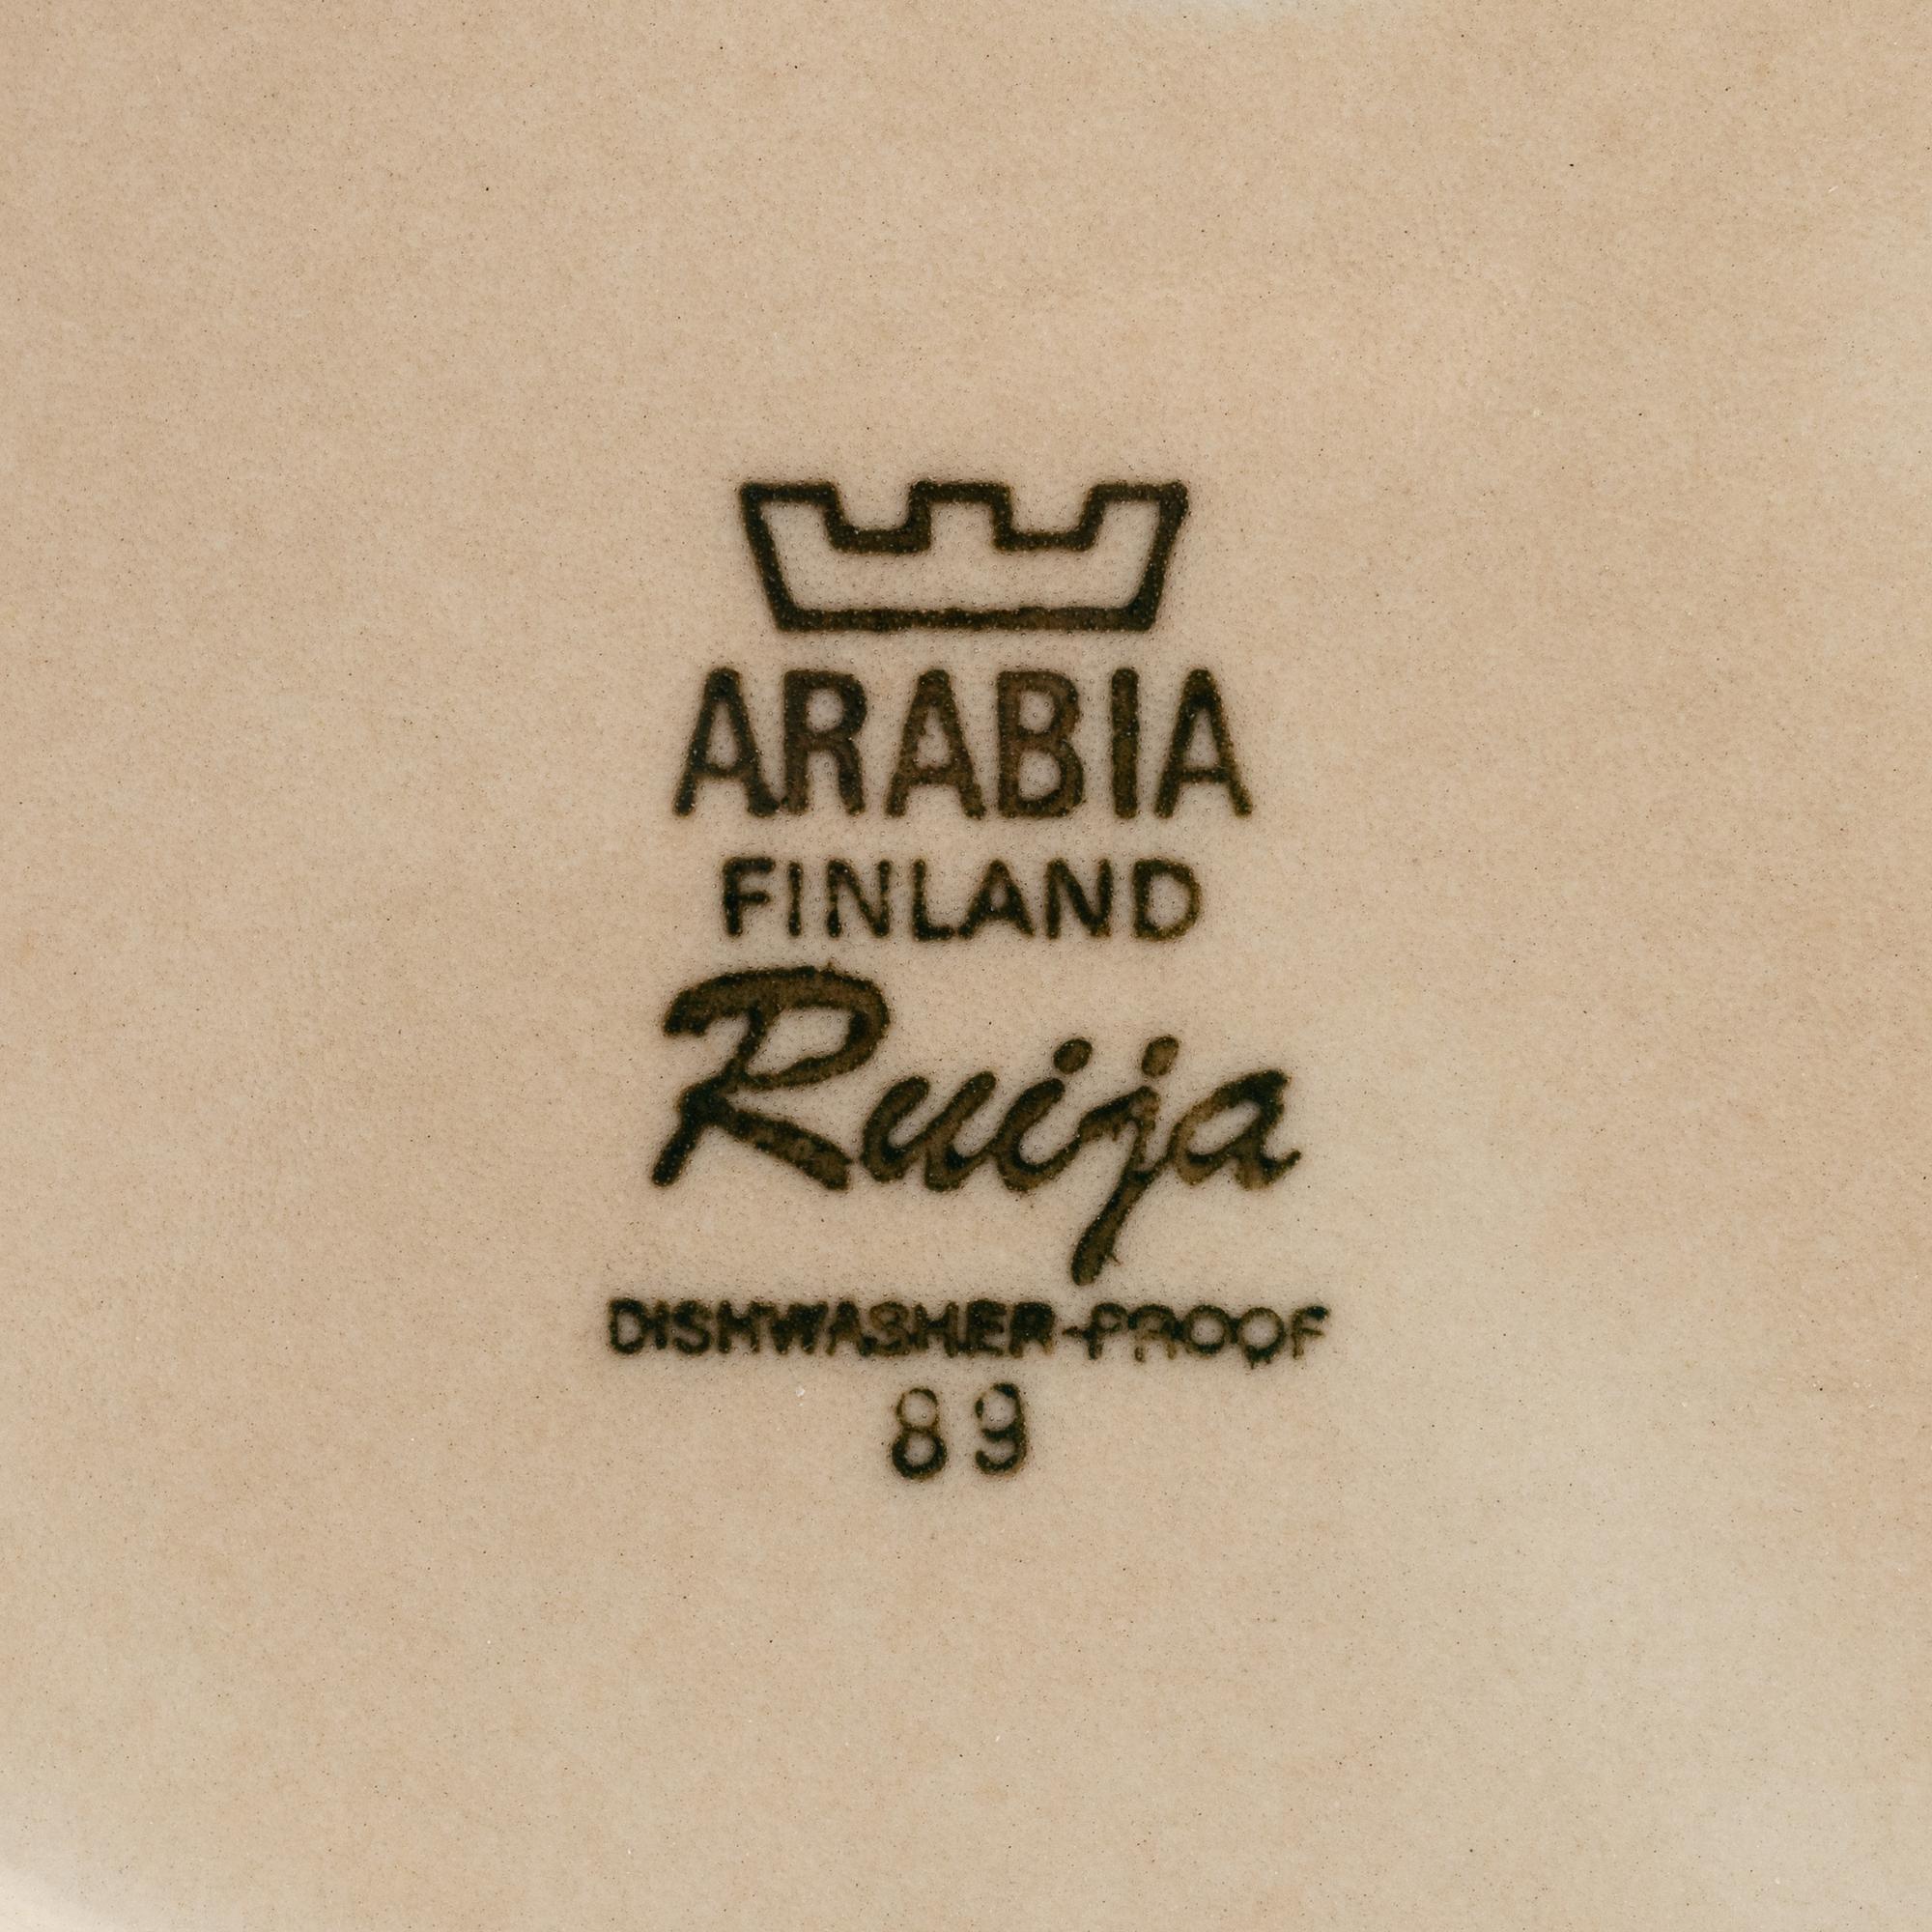 ARABIA
FINLAND
Ruija
DISHWASHER-PROOF
89